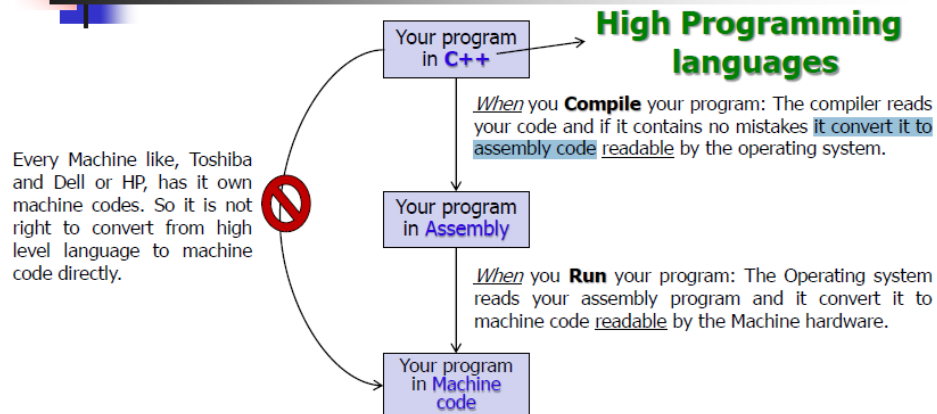 High Programming
languages
Your program
in C++
When you Compile your program: The compiler reads
your code and if it contains no mistakes it convert it to
assembly code readable by the operating system.
Every Machine like, Toshiba
and Dell or HP, has it own
machine codes. So it is not
right to convert from high
level language to machine
code directly.
Your program
in Assembly
When you Run your program: The Operating system
reads your assembly program and it convert it to
machine code readable by the Machine hardware.
Your program
in Machine
code